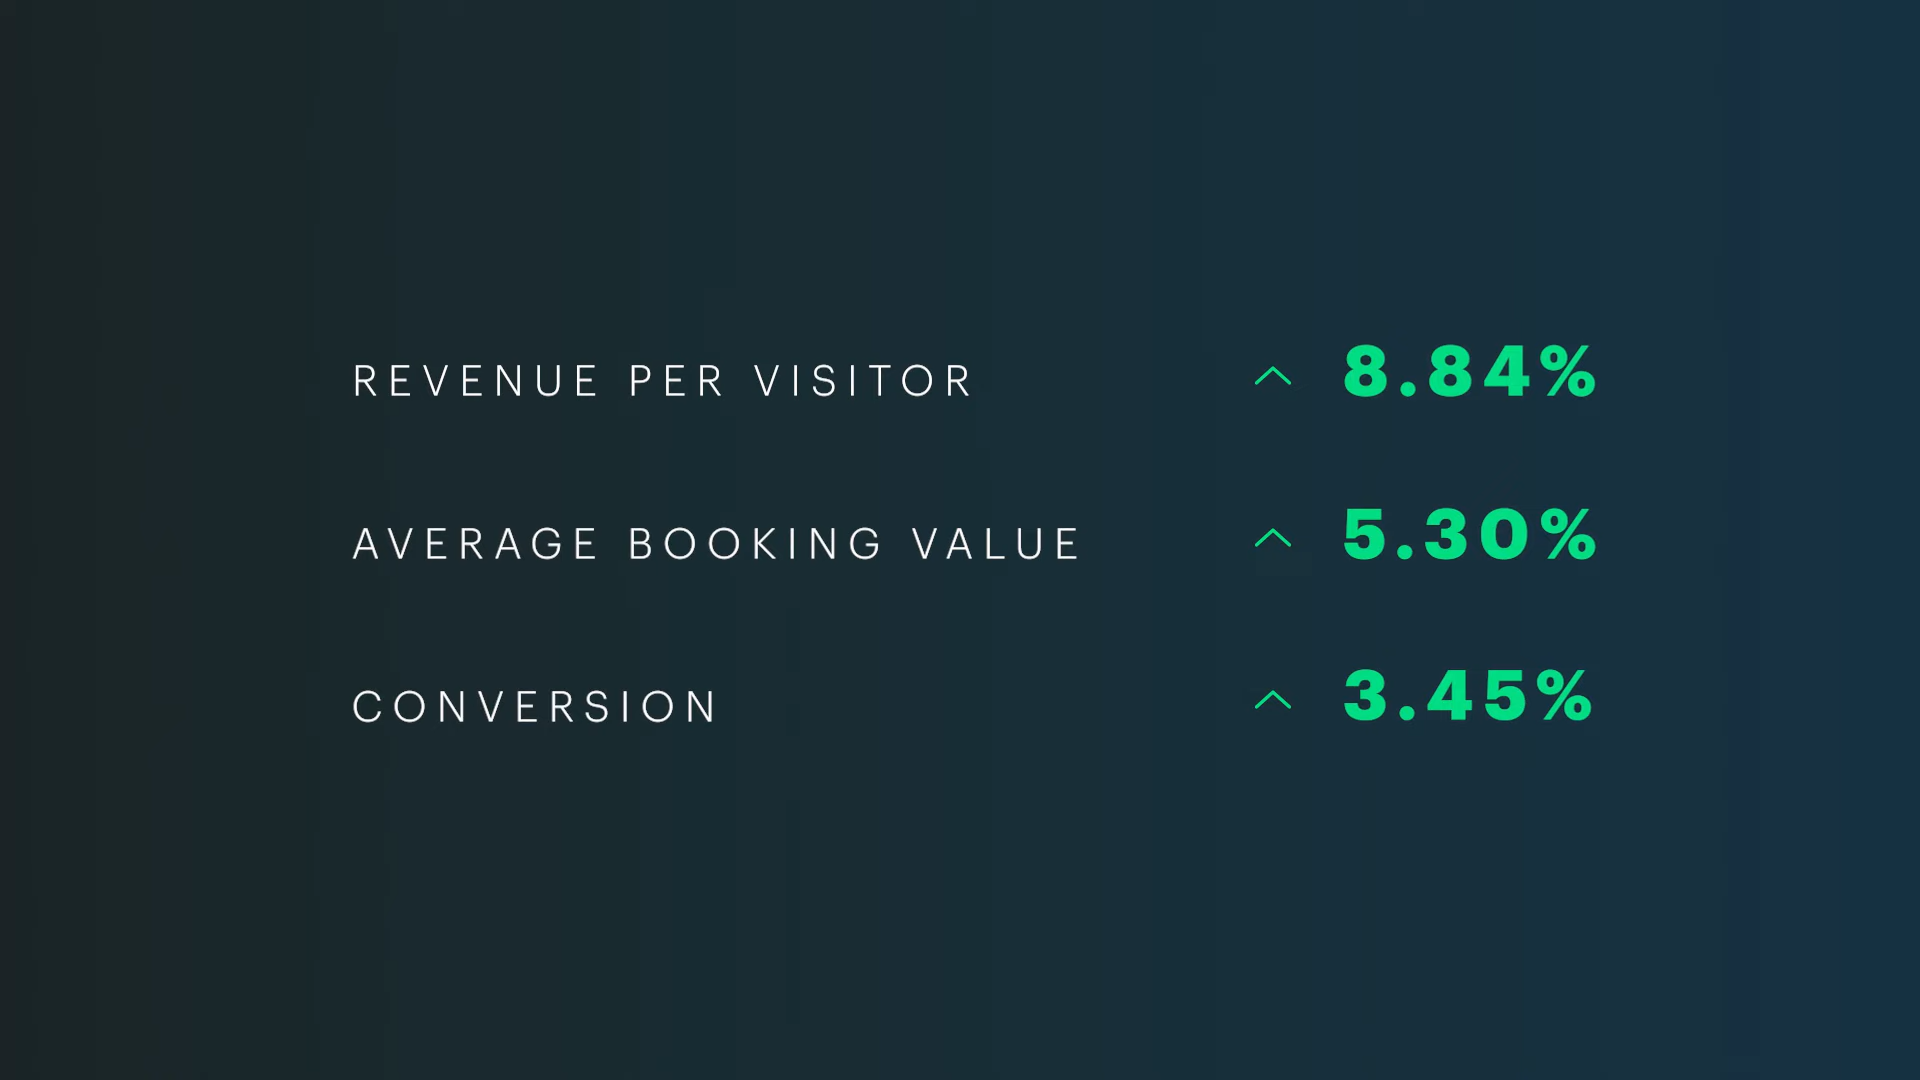 REVENUE PER VISITOR 8.84%
AVERAGE BOOKING VALUE 5.30%
CONVERSION 3.45%